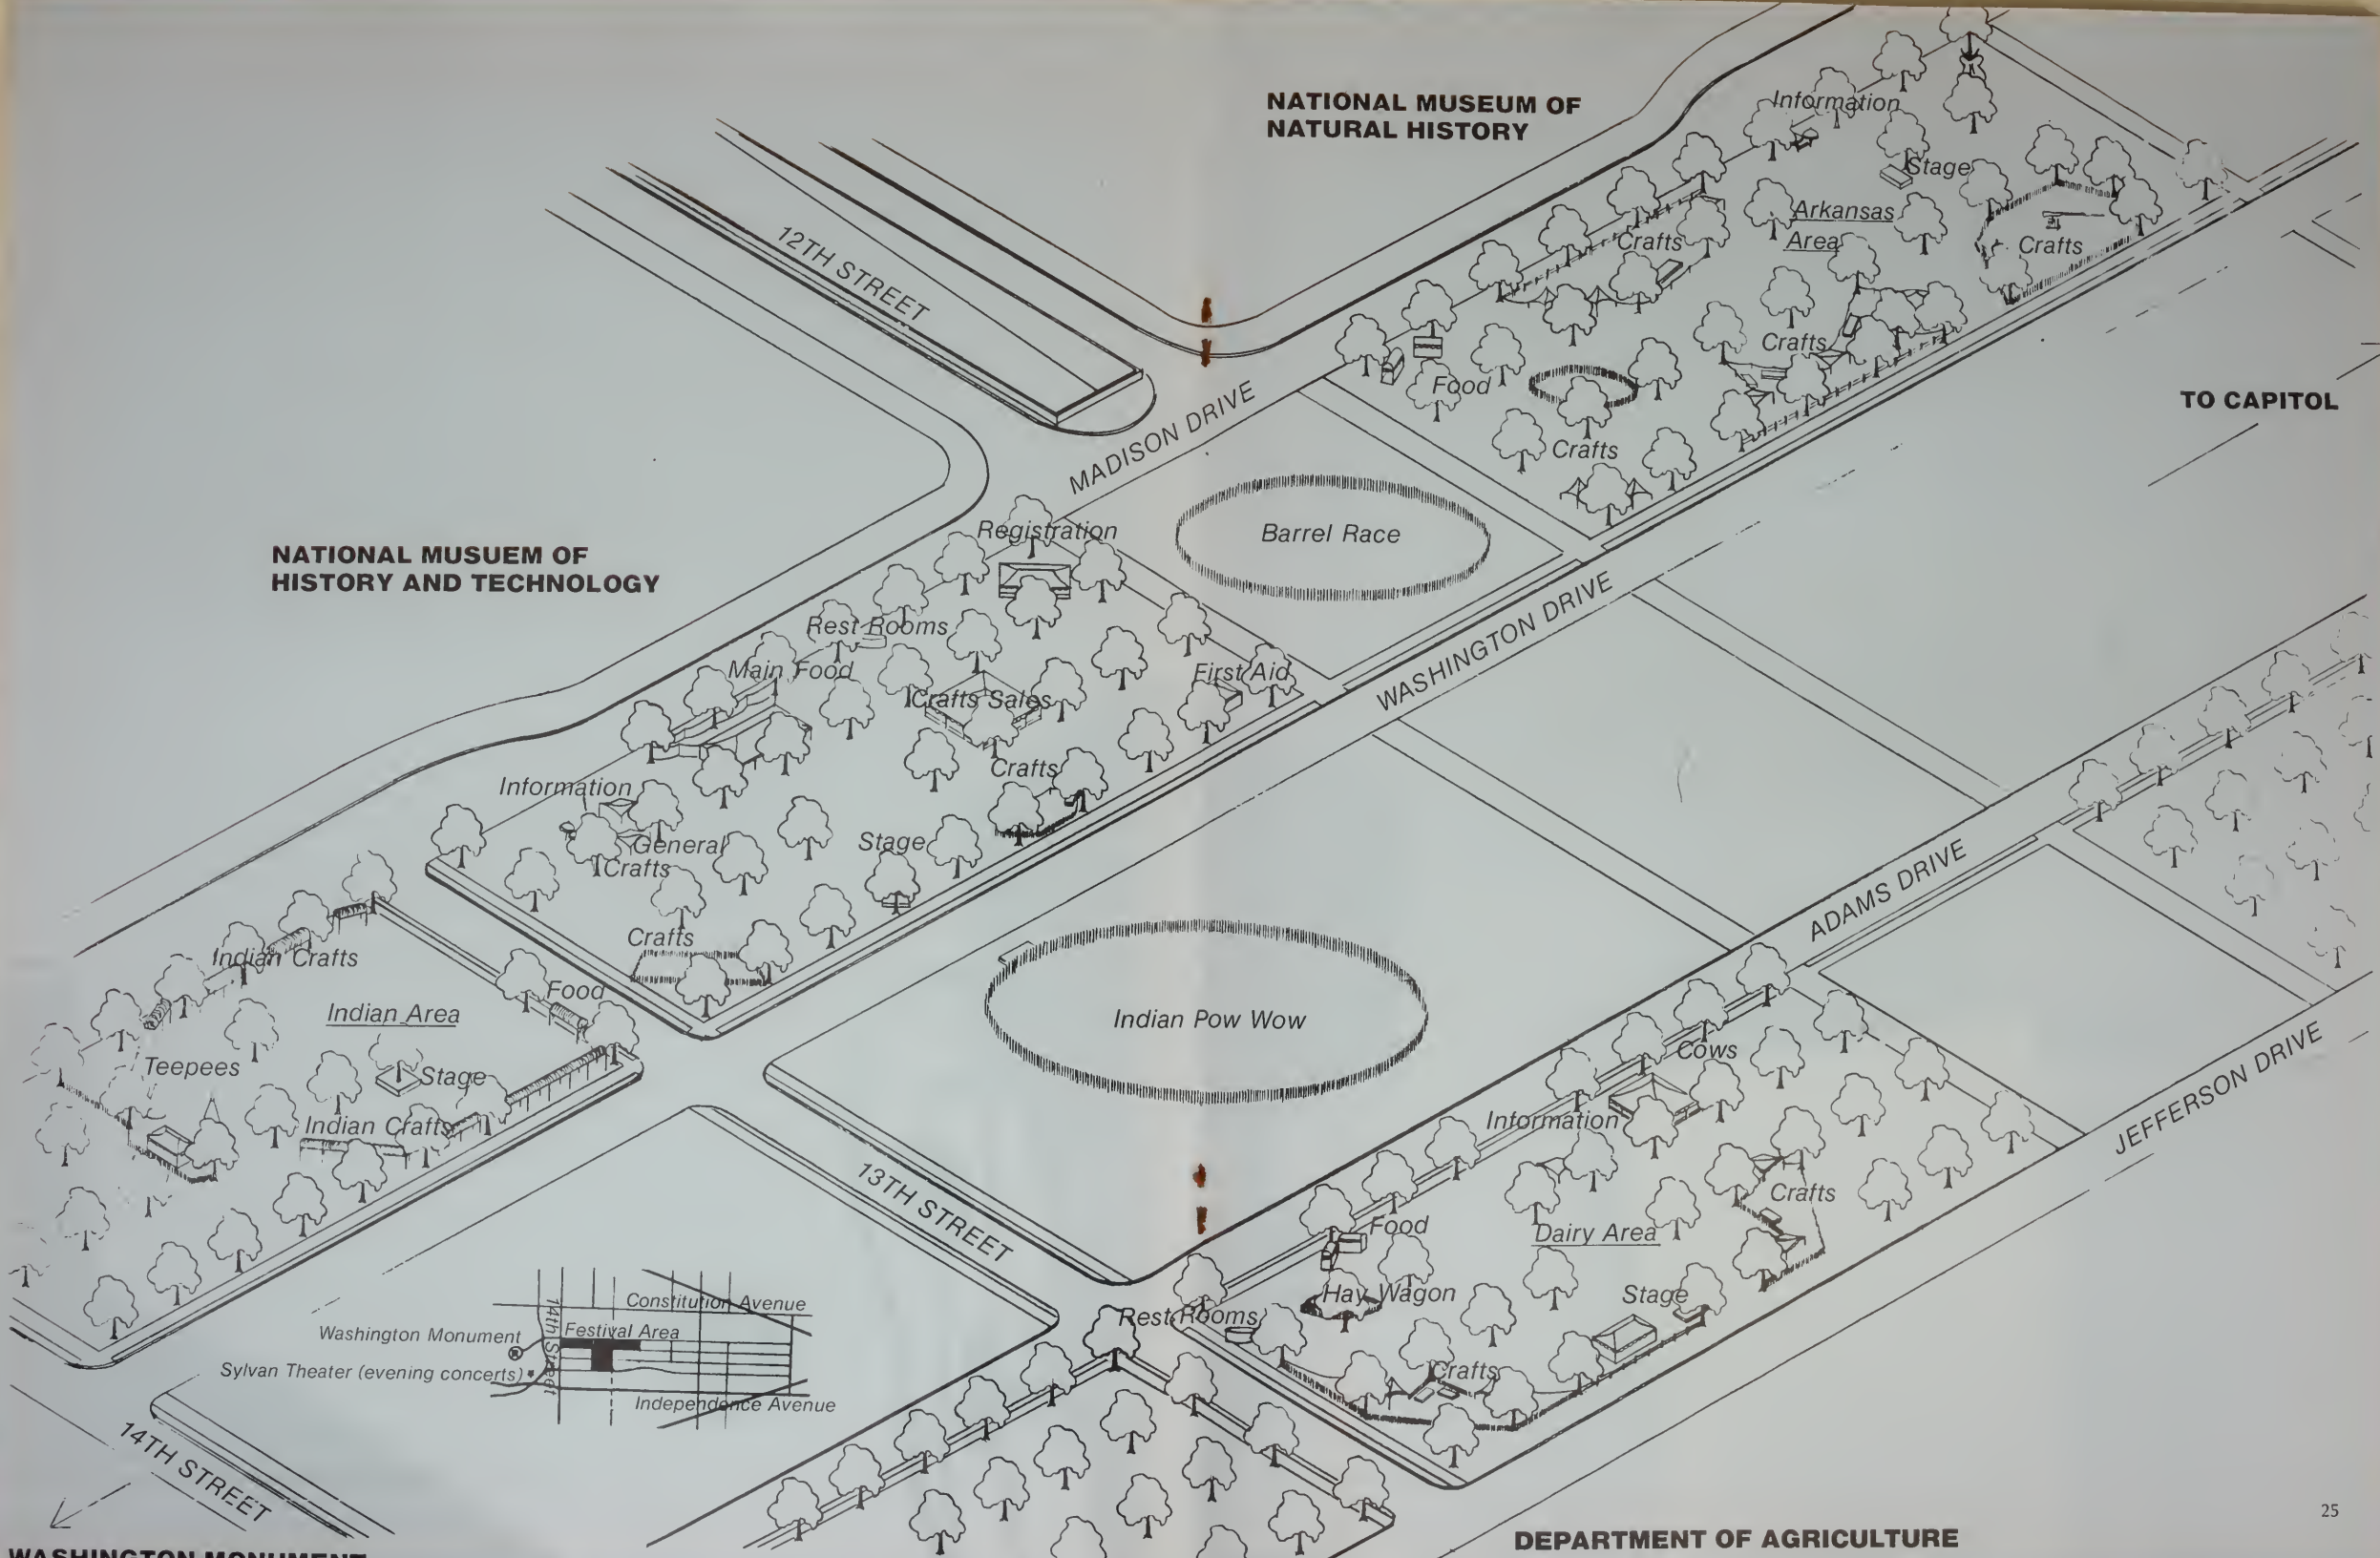 NATIONAL MUSEUM OF
NATURAL HISTORY
Information
Stage
Arkansas
Area
Crafts
Crafts
12TH STREET
Crafts
Food
Crafts
TO CAPITOL
MADISON DRIVE
Barrel Race
Registration
NATIONAL MUSUEM OF
HISTORY AND TECHNOLOGY
WASHINGTON DRIVE
Rest Rooms
Main Food
First Aid
Crafts Sales
Crafts
Information
General
Crafts
Stage
ADAMS DRIVE
Crafts
Indian Crafts
Food
Indian Area
Indian Pow Wow
Teepees
Stage
Indian Crafts
Cows
JEFFERSON DRIVE
Information
13TH STREET
Crafts
Food
Dairy Area
Hay Wagon
Stage
Rest Rooms
Crafts
Constitution Avenue
14th Street
Washington Monument
Festival Area
Sylvan Theater (evening concerts)
Independence Avenue
14TH STREET
25
DEPARTMENT OF AGRICULTURE
WASHINGTON MONUMENT